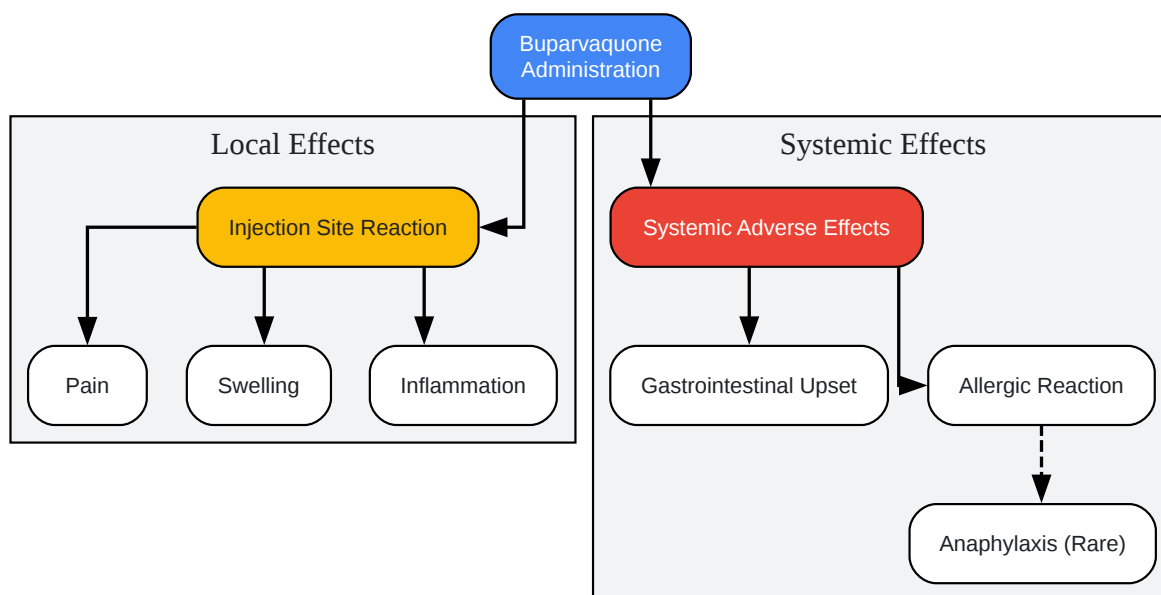 Buparvaquone
Administration
Local Effects
Systemic Effects
Injection Site Reaction
Systemic Adverse Effects
Pain
Swelling
Inflammation
Gastrointestinal Upset
Allergic Reaction
Anaphylaxis (Rare)